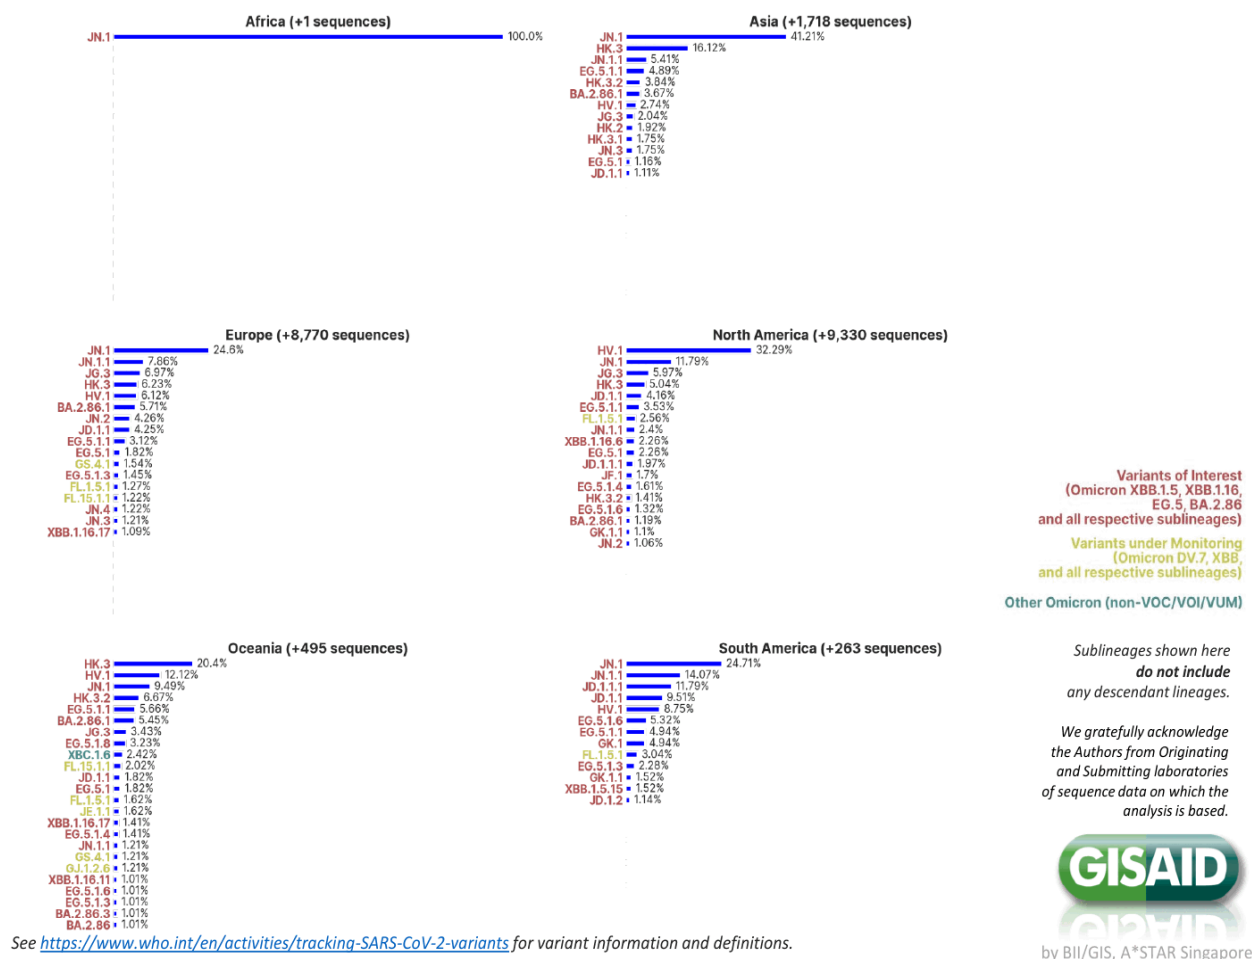 Africa (+1 sequences)
JN.1 100.0%
Asia (+1,718 sequences)
JN.1 41.21%
HK.3 16.12%
JN.1.1 5.41%
EG.5.1.1 4.89%
HK.3.2 3.84%
BA.2.86.1 3.67%
HV.1 2.74%
JG.3 2.04%
HK.2 1.92%
HK.3.1 1.75%
JN.3 1.75%
EG.5.1 1.16%
JD.1.1 1.11%
Europe (+8,770 sequences)
JN.1 24.6%
JN.1.1 7.86%
JG.3 6.97%
HK.3 6.23%
HV.1 6.12%
BA.2.86.1 5.71%
JN.2 4.26%
JD.1.1 4.25%
EG.5.1.1 3.12%
EG.5.1 1.82%
GS.4.1 1.54%
EG.5.1.3 1.45%
FL.1.5.1 1.27%
FL.15.1.1 1.22%
JN.4 1.22%
JN.3 1.21%
XBB.1.16.17 1.09%
North America (+9,330 sequences)
HV.1 32.29%
JN.1 11.79%
JG.3 5.97%
HK.3 5.04%
JD.1.1 4.16%
EG.5.1.1 3.53%
FL.1.5.1 2.56%
JN.1.1 2.4%
XBB.1.16.6 2.26%
EG.5.1 2.26%
JD.1.1.1 1.97%
JF.1 1.7%
EG.5.1.4 1.61%
HK.3.2 1.41%
EG.5.1.6 1.32%
BA.2.86.1 1.19%
GK.1.1 1.1%
JN.2 1.06%
Variants of Interest
(Omicron XBB.1.5, XBB.1.16,
EG.5, BA.2.86
and all respective sublineages)
Variants under Monitoring
(Omicron DV.7, XBB,
and all respective sublineages)
Other Omicron (non-VOC/VOI/VUM)
Oceania (+495 sequences)
HK.3 20.4%
HV.1 12.12%
JN.1 9.49%
HK.3.2 6.67%
EG.5.1.1 5.66%
BA.2.86.1 5.45%
JG.3 3.43%
EG.5.1.8 3.23%
XBC.1.6 2.42%
FL.15.1.1 2.02%
JD.1.1 1.82%
EG.5.1 1.82%
FL.1.5.1 1.62%
JE.1.1 1.62%
XBB.1.16.17 1.41%
EG.5.1.4 1.41%
JN.1.1 1.21%
GS.4.1 1.21%
GJ.1.2.6 1.21%
XBB.1.16.11 1.01%
EG.5.1.6 1.01%
EG.5.1.3 1.01%
BA.2.86.3 1.01%
BA.2.86 1.01%
South America (+263 sequences)
JN.1 24.71%
JN.1.1 14.07%
JD.1.1.1 11.79%
JD.1.1 9.51%
HV.1 8.75%
EG.5.1.6 5.32%
EG.5.1.1 4.94%
GK.1 4.94%
FL.1.5.1 3.04%
EG.5.1.3 2.28%
GK.1.1 1.52%
XBB.1.5.15 1.52%
JD.1.2 1.14%
Sublineages shown here
do not include
any descendant lineages.
We gratefully acknowledge
the Authors from Originating
and Submitting laboratories
of sequence data on which the
analysis is based.
GISAID
by BII/GIS, A*STAR Singapore
See https://www.who.int/en/activities/tracking-SARS-CoV-2-variants for variant information and definitions.